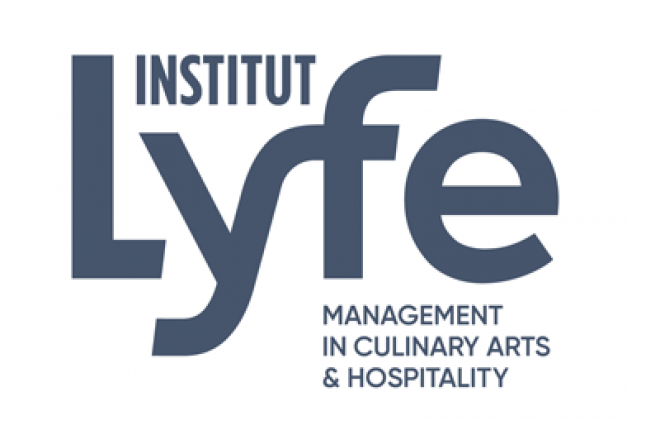 INSTITUT
Lyfe
MANAGEMENT
IN CULINARY ARTS
& HOSPITALITY